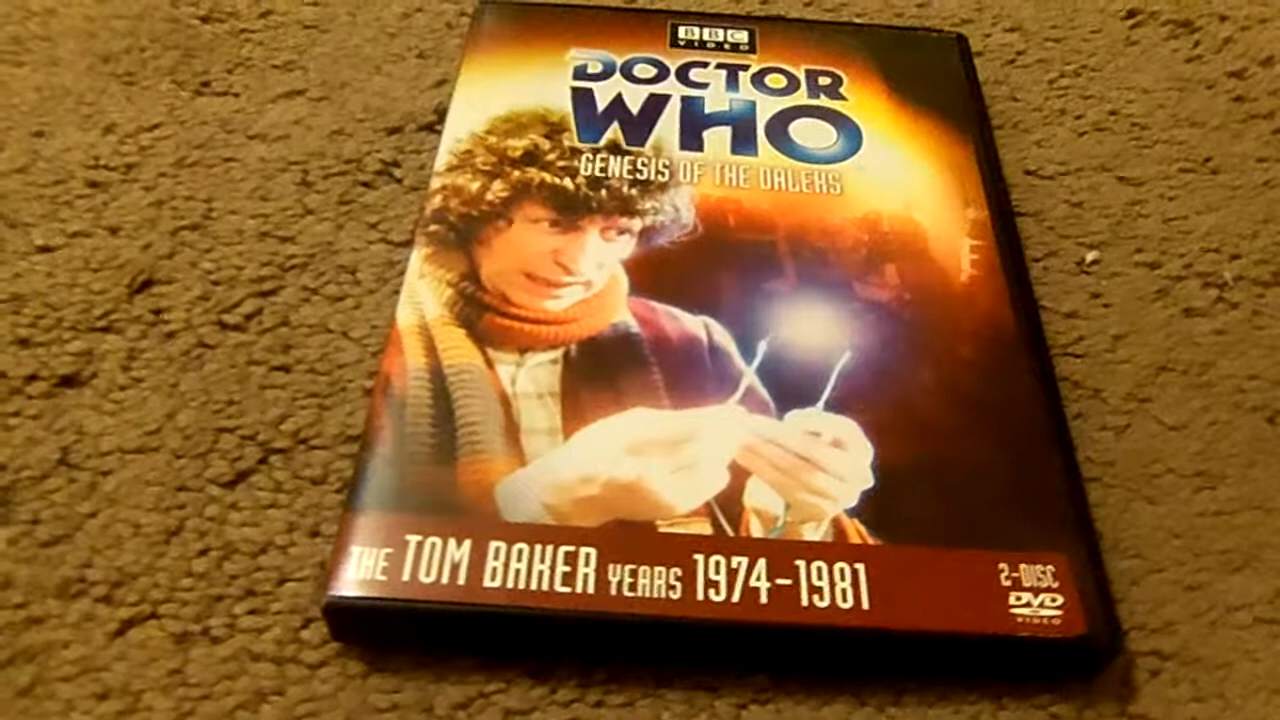 BBC
VIDEO
DOCTOR
WHO
GENESIS OF THE DALEKS
THE TOM BAKER YEARS 1974-1981
2-DISC
DVD
VIDEO